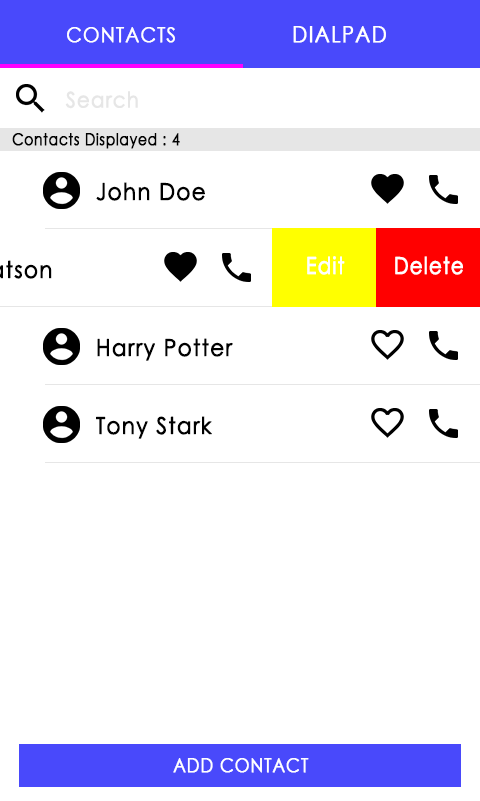 CONTACTS DIALPAD
Search
Contacts Displayed : 4
John Doe
atson Edit Delete
Harry Potter
Tony Stark
ADD CONTACT